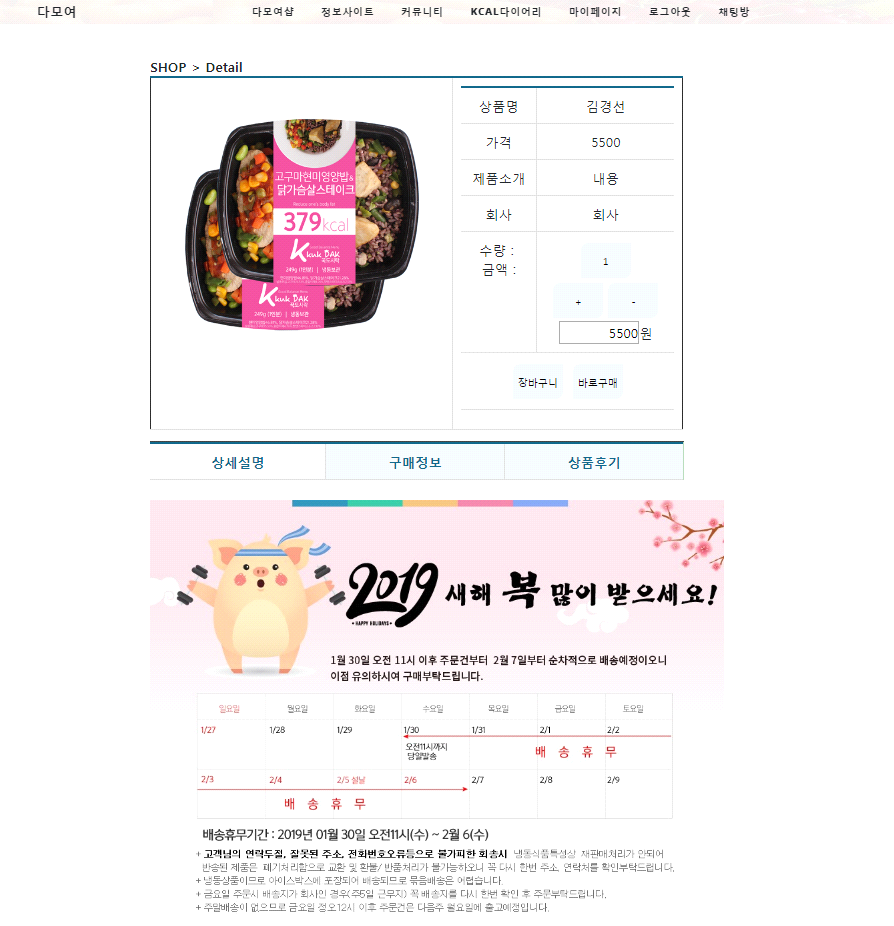 다모여
다모여샵 정보사이트 커뮤니티 KCAL다이어리 마이페이지 로그아웃 채팅방
SHOP > Detail
고구마현미영양밥&
닭가슴살스테이크
379kcal
Kkuk DAK
249g (1인분) | 냉동보관
Kkuk DAK
249g (1인분) | 냉동보관
상품명 김경선
가격 5500
제품소개 내용
회사 회사
수량 : 1
금액 :
+ -
5500원
장바구니 바로구매
상세설명 구매정보 상품후기
2019 새해 복 많이 받으세요!
HAPPY HOLIDAYS
1월 30일 오전 11시 이후 주문건부터 2월 7일부터 순차적으로 배송예정이오니
이점 유의하시여 구매부탁드립니다.
일요일 월요일 화요일 수요일 목요일 금요일 토요일
1/27 1/28 1/29 1/30 1/31 2/1 2/2
오전11시까지
당일발송
배 송 휴 무
2/3 2/4 2/5 설날 2/6 2/7 2/8 2/9
배 송 휴 무
배송휴무기간 : 2019년 01월 30일 오전11시(수) ~ 2월 6(수)
+ 고객님의 연락두절, 잘못된 주소, 전화번호오류등으로 불가피한 회송시 냉동식품특성상 재판매처리가 안되어
반송된 제품은 폐기처리함으로 교환 및 환불/ 반품처리가 불가능하오니 꼭 다시 한번 주소, 연락처를 확인부탁드립니다.
+ 냉동상품이므로 아이스박스에 포장되어 배송되므로 묶음배송은 어렵습니다.
+ 금요일 주문시 배송지가 회사인 경우(주5일 근무지) 꼭 배송지를 다시 한번 확인 후 주문부탁드립니다.
+ 주말배송이 없으므로 금요일 정오12시 이후 주문건은 다음주 월요일에 출고예정입니다.